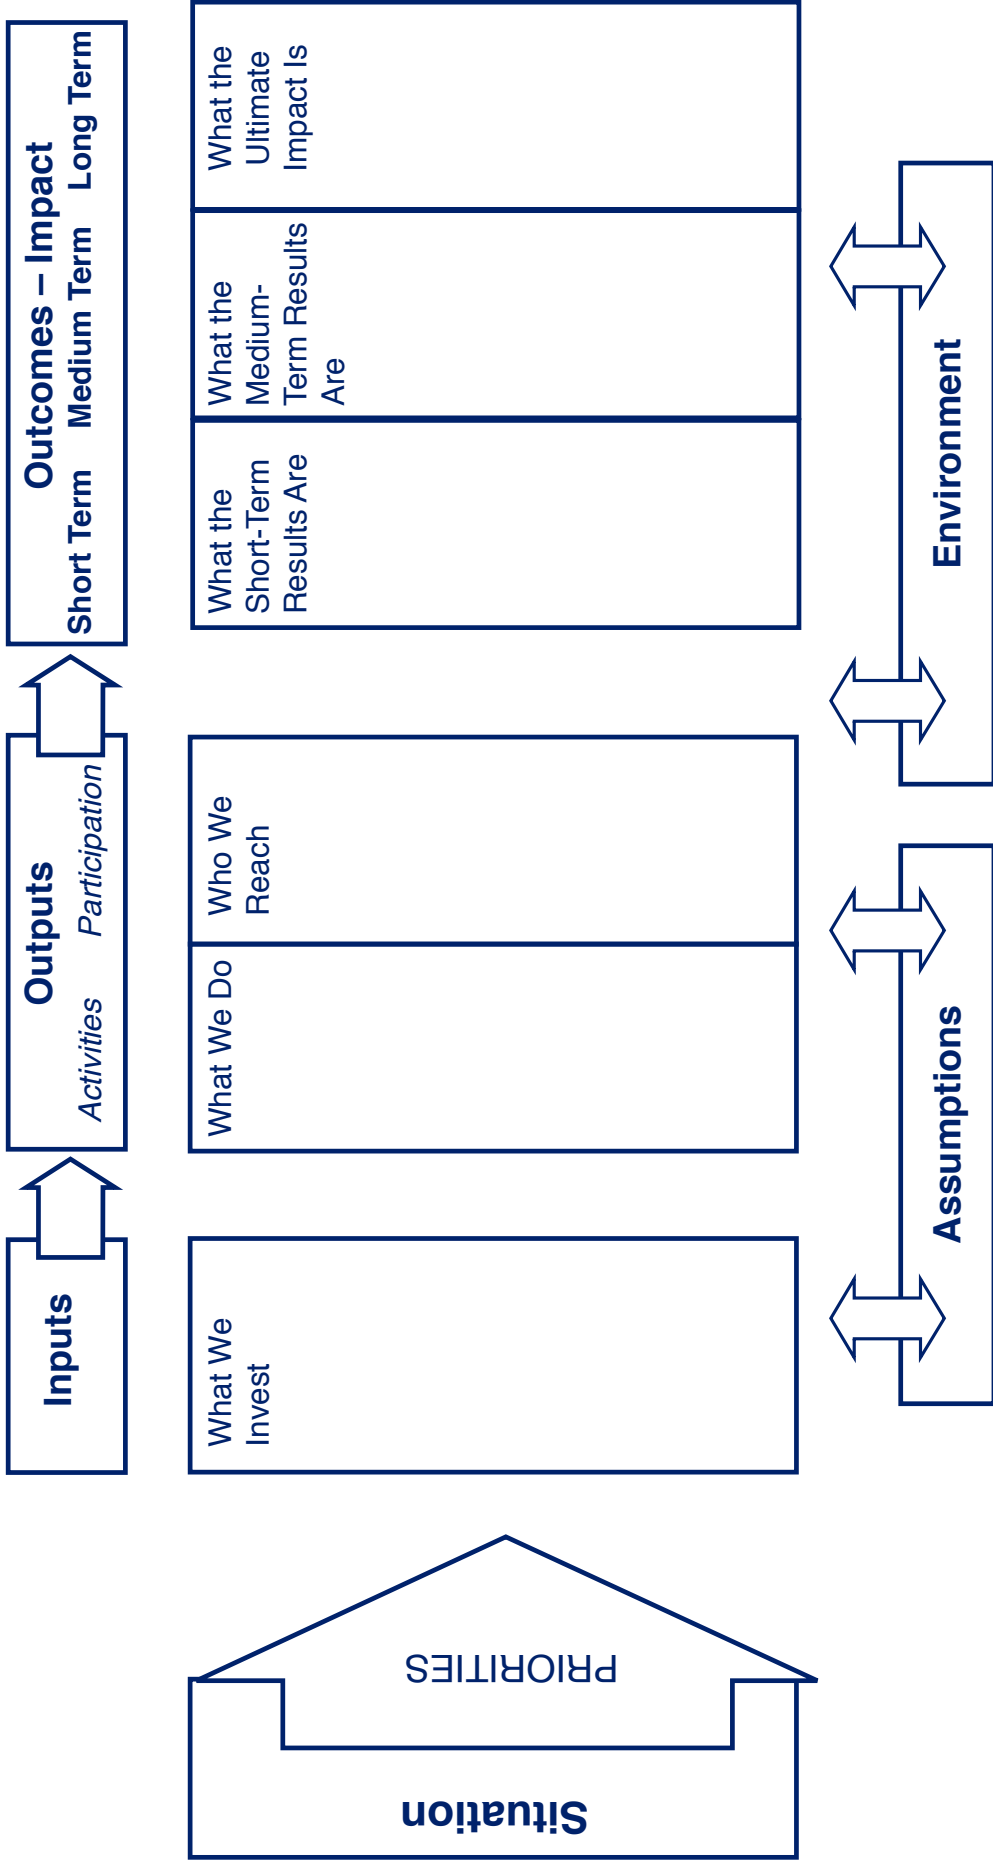 Situation
PRIORITIES
Inputs
Outputs
Activities Participation
Outcomes – Impact
Short Term Medium Term Long Term
What We
Invest
What We Do
Who We
Reach
What the
Short-Term
Results Are
What the
Medium-
Term Results
Are
What the
Ultimate
Impact Is
Assumptions
Environment